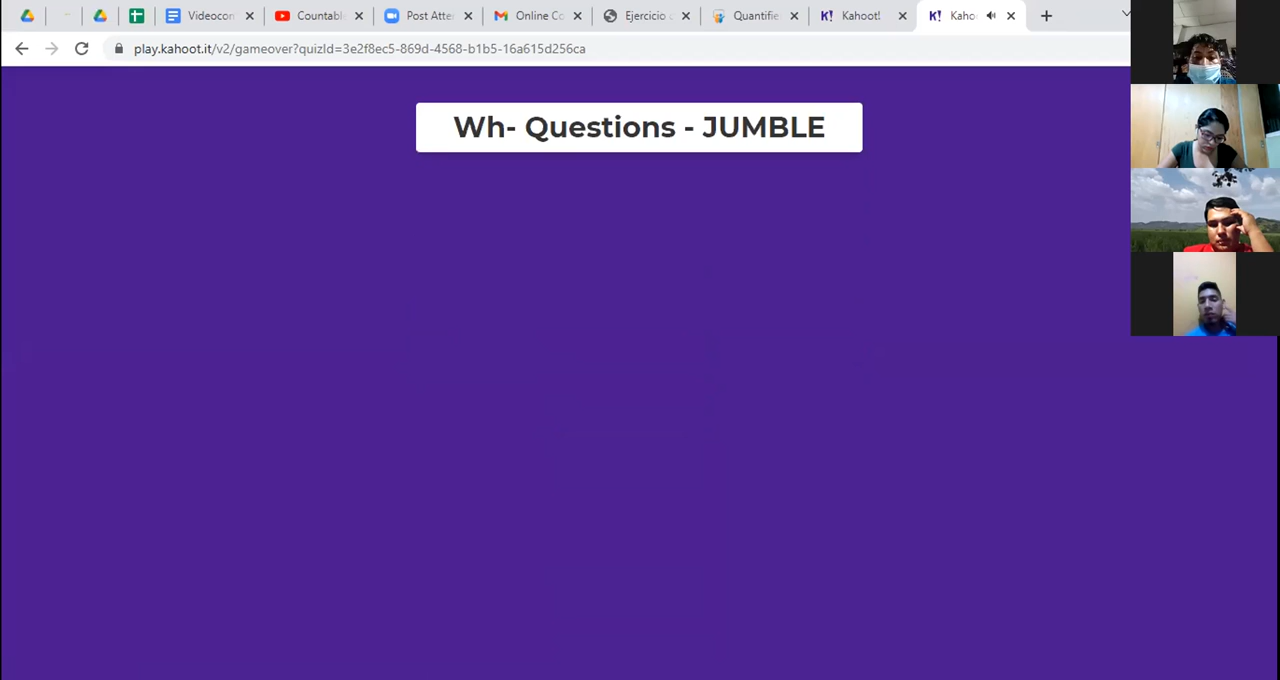 Videocon
Countabl
Post Atte
Online Co
Ejercicio d
Quantifie
Kahoot!
Kaho
play.kahoot.it/v2/gameover?quizId=3e2f8ec5-869d-4568-b1b5-16a615d256ca
Wh- Questions - JUMBLE